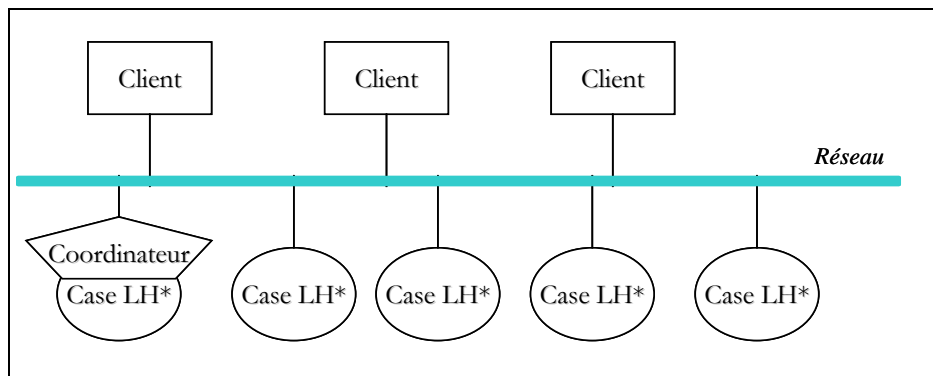 Client
Client
Client
Réseau
Coordinateur
Case LH*
Case LH*
Case LH*
Case LH*
Case LH*